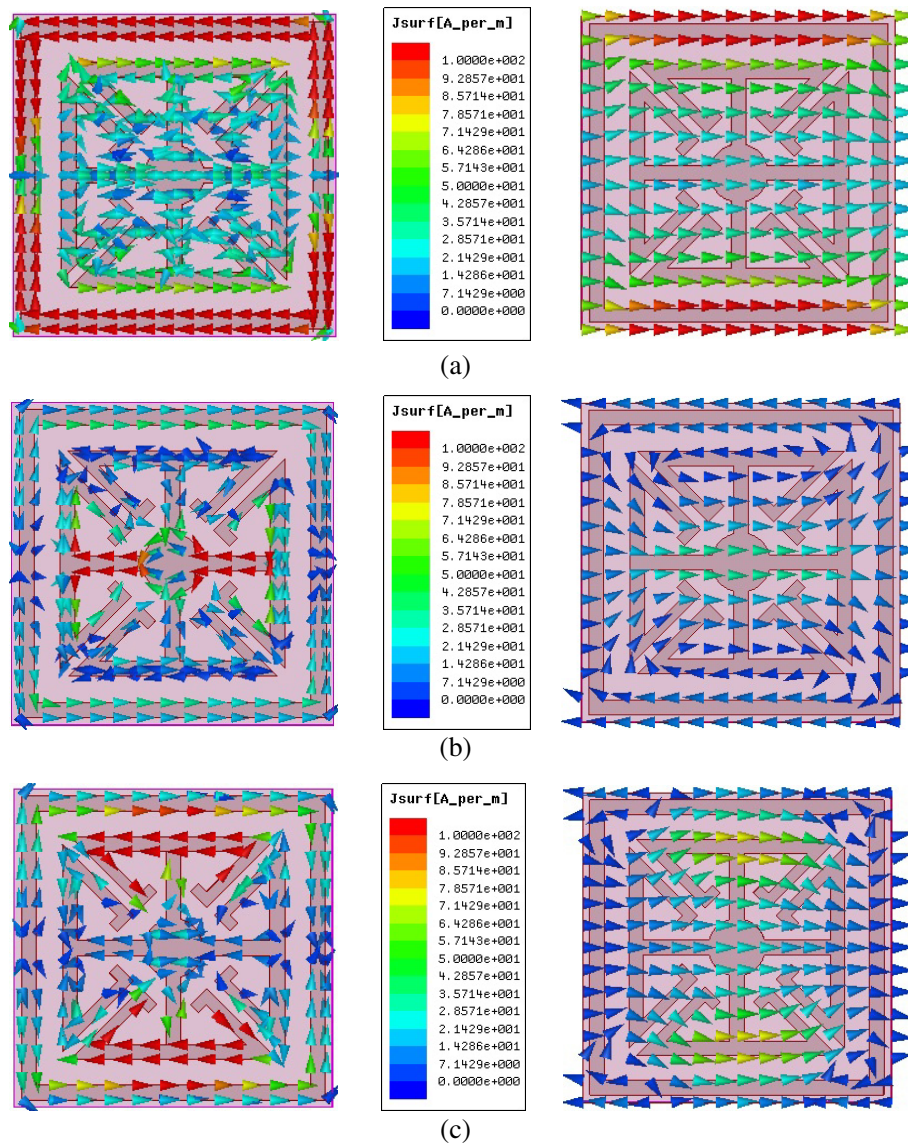 Jsurf[A_per_m]
1.0000e+002
9.2857e+001
8.5714e+001
7.8571e+001
7.1429e+001
6.4286e+001
5.7143e+001
5.0000e+001
4.2857e+001
3.5714e+001
2.8571e+001
2.1429e+001
1.4286e+001
7.1429e+000
0.0000e+000
(a)
Jsurf[A_per_m]
1.0000e+002
9.2857e+001
8.5714e+001
7.8571e+001
7.1429e+001
6.4286e+001
5.7143e+001
5.0000e+001
4.2857e+001
3.5714e+001
2.8571e+001
2.1429e+001
1.4286e+001
7.1429e+000
0.0000e+000
(b)
Jsurf[A_per_m]
1.0000e+002
9.2857e+001
8.5714e+001
7.8571e+001
7.1429e+001
6.4286e+001
5.7143e+001
5.0000e+001
4.2857e+001
3.5714e+001
2.8571e+001
2.1429e+001
1.4286e+001
7.1429e+000
0.0000e+000
(c)